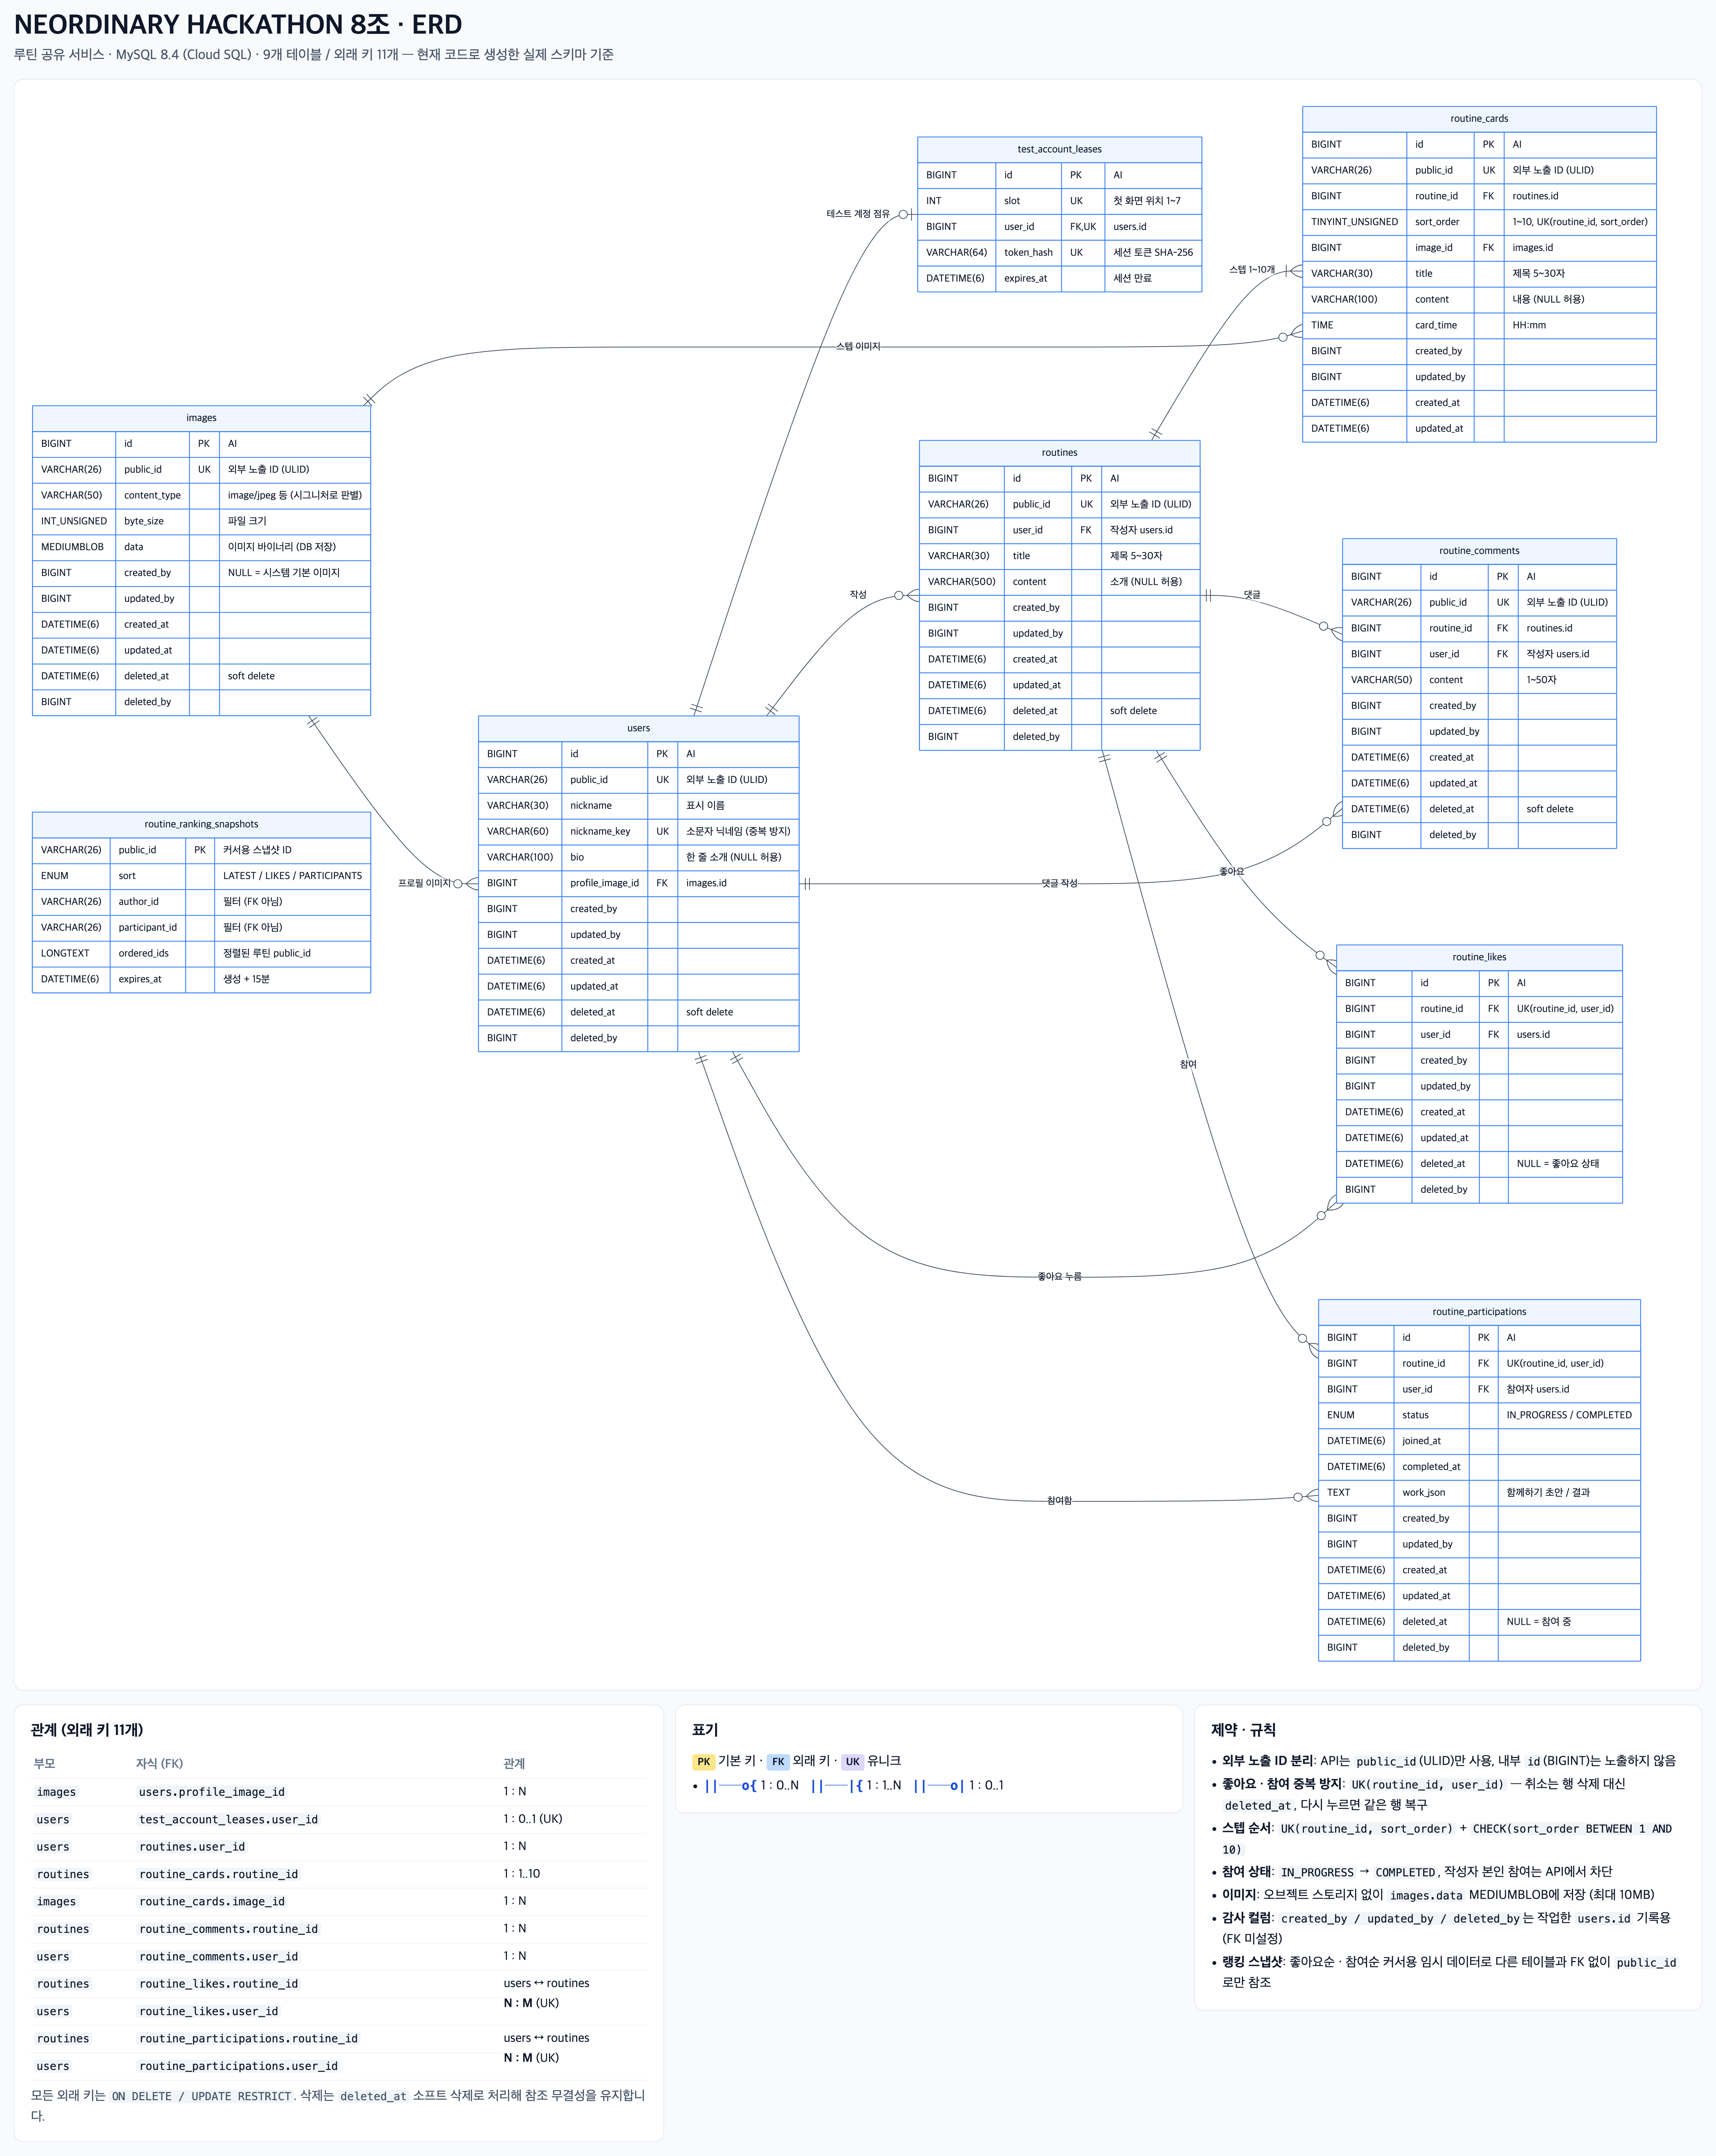 NEORDINARY HACKATHON 8조 · ERD
루틴 공유 서비스 · MySQL 8.4 (Cloud SQL) · 9개 테이블 / 외래 키 11개 — 현재 코드로 생성한 실제 스키마 기준
routine_cards
BIGINT id PK AI
VARCHAR(26) public_id UK 외부 노출 ID (ULID)
BIGINT routine_id FK routines.id
TINYINT_UNSIGNED sort_order 1~10, UK(routine_id, sort_order)
BIGINT image_id FK images.id
VARCHAR(30) title 제목 5~30자
VARCHAR(100) content 내용 (NULL 허용)
TIME card_time HH:mm
BIGINT created_by
BIGINT updated_by
DATETIME(6) created_at
DATETIME(6) updated_at
test_account_leases
BIGINT id PK AI
INT slot UK 첫 화면 위치 1~7
BIGINT user_id FK,UK users.id
VARCHAR(64) token_hash UK 세션 토큰 SHA-256
DATETIME(6) expires_at 세션 만료
테스트 계정 점유
스텝 1~10개
스텝 이미지
images
BIGINT id PK AI
VARCHAR(26) public_id UK 외부 노출 ID (ULID)
VARCHAR(50) content_type image/jpeg 등 (시그니처로 판별)
INT_UNSIGNED byte_size 파일 크기
MEDIUMBLOB data 이미지 바이너리 (DB 저장)
BIGINT created_by NULL = 시스템 기본 이미지
BIGINT updated_by
DATETIME(6) created_at
DATETIME(6) updated_at
DATETIME(6) deleted_at soft delete
BIGINT deleted_by
routines
BIGINT id PK AI
VARCHAR(26) public_id UK 외부 노출 ID (ULID)
BIGINT user_id FK 작성자 users.id
VARCHAR(30) title 제목 5~30자
VARCHAR(500) content 소개 (NULL 허용)
BIGINT created_by
BIGINT updated_by
DATETIME(6) created_at
DATETIME(6) updated_at
DATETIME(6) deleted_at soft delete
BIGINT deleted_by
작성
댓글
routine_comments
BIGINT id PK AI
VARCHAR(26) public_id UK 외부 노출 ID (ULID)
BIGINT routine_id FK routines.id
BIGINT user_id FK 작성자 users.id
VARCHAR(50) content 1~50자
BIGINT created_by
BIGINT updated_by
DATETIME(6) created_at
DATETIME(6) updated_at
DATETIME(6) deleted_at soft delete
BIGINT deleted_by
users
BIGINT id PK AI
VARCHAR(26) public_id UK 외부 노출 ID (ULID)
VARCHAR(30) nickname 표시 이름
VARCHAR(60) nickname_key UK 소문자 닉네임 (중복 방지)
VARCHAR(100) bio 한 줄 소개 (NULL 허용)
BIGINT profile_image_id FK images.id
BIGINT created_by
BIGINT updated_by
DATETIME(6) created_at
DATETIME(6) updated_at
DATETIME(6) deleted_at soft delete
BIGINT deleted_by
routine_ranking_snapshots
VARCHAR(26) public_id PK 커서용 스냅샷 ID
ENUM sort LATEST / LIKES / PARTICIPANTS
VARCHAR(26) author_id 필터 (FK 아님)
VARCHAR(26) participant_id 필터 (FK 아님)
LONGTEXT ordered_ids 정렬된 루틴 public_id
DATETIME(6) expires_at 생성 + 15분
프로필 이미지
댓글 작성
좋아요
routine_likes
BIGINT id PK AI
BIGINT routine_id FK UK(routine_id, user_id)
BIGINT user_id FK users.id
BIGINT created_by
BIGINT updated_by
DATETIME(6) created_at
DATETIME(6) updated_at
DATETIME(6) deleted_at NULL = 좋아요 상태
BIGINT deleted_by
참여
좋아요 누름
routine_participations
BIGINT id PK AI
BIGINT routine_id FK UK(routine_id, user_id)
BIGINT user_id FK 참여자 users.id
ENUM status IN_PROGRESS / COMPLETED
DATETIME(6) joined_at
DATETIME(6) completed_at
TEXT work_json 함께하기 초안 / 결과
BIGINT created_by
BIGINT updated_by
DATETIME(6) created_at
DATETIME(6) updated_at
DATETIME(6) deleted_at NULL = 참여 중
BIGINT deleted_by
참여함
관계 (외래 키 11개)
부모 자식 (FK) 관계
images users.profile_image_id 1 : N
users test_account_leases.user_id 1 : 0..1 (UK)
users routines.user_id 1 : N
routines routine_cards.routine_id 1 : 1..10
images routine_cards.image_id 1 : N
routines routine_comments.routine_id 1 : N
users routine_comments.user_id 1 : N
routines routine_likes.routine_id users ↔ routines
users routine_likes.user_id N : M (UK)
routines routine_participations.routine_id users ↔ routines
users routine_participations.user_id N : M (UK)
모든 외래 키는 ON DELETE / UPDATE RESTRICT. 삭제는 deleted_at 소프트 삭제로 처리해 참조 무결성을 유지합니
다.
표기
PK 기본 키 · FK 외래 키 · UK 유니크
• ||──o{ 1 : 0..N ||──|{ 1 : 1..N ||──o| 1 : 0..1
제약 · 규칙
• 외부 노출 ID 분리: API는 public_id (ULID)만 사용, 내부 id (BIGINT)는 노출하지 않음
• 좋아요 · 참여 중복 방지: UK(routine_id, user_id) — 취소는 행 삭제 대신
deleted_at, 다시 누르면 같은 행 복구
• 스텝 순서: UK(routine_id, sort_order) + CHECK(sort_order BETWEEN 1 AND
10)
• 참여 상태: IN_PROGRESS → COMPLETED, 작성자 본인 참여는 API에서 차단
• 이미지: 오브젝트 스토리지 없이 images.data MEDIUMBLOB에 저장 (최대 10MB)
• 감사 컬럼: created_by / updated_by / deleted_by 는 작업한 users.id 기록용
(FK 미설정)
• 랭킹 스냅샷: 좋아요순 · 참여순 커서용 임시 데이터로 다른 테이블과 FK 없이 public_id
로만 참조